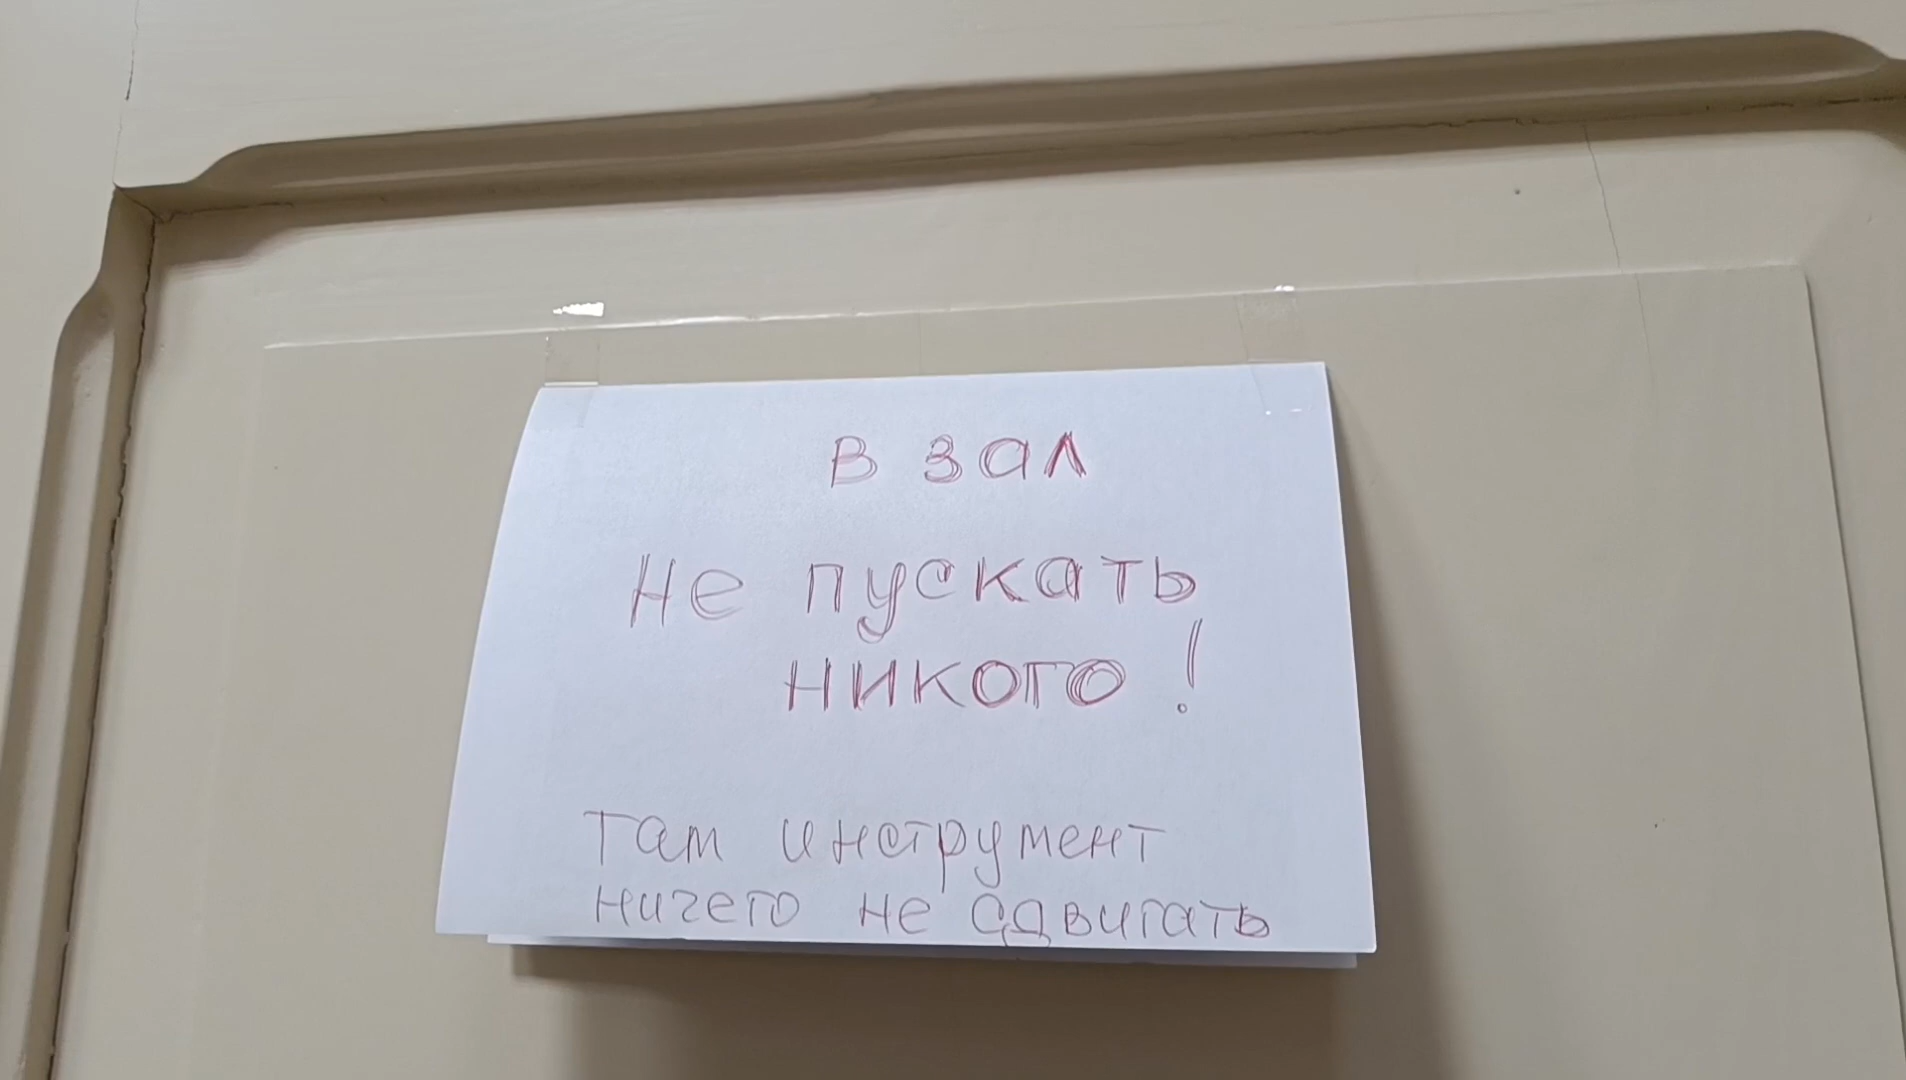 В зал
Не пускать
никого!
Там инструмент
ничего не сдвигать